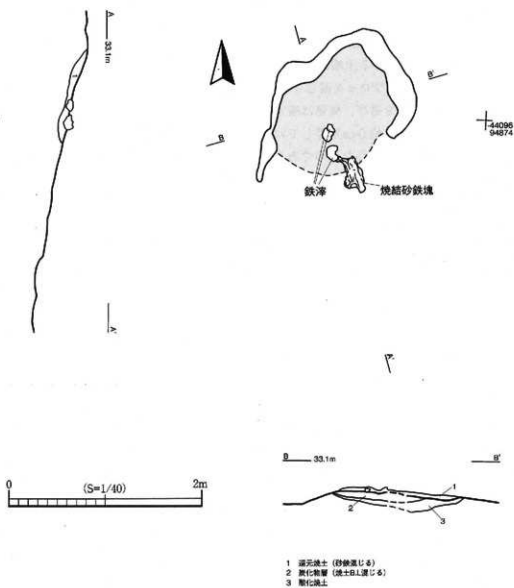 A
33.1m
1
A'
A
B'
B
-44096
94874
鉄滓
焼結砂鉄塊
A'
0 (S=1/40) 2m
B 33.1m B'
1
2
3
1 還元焼土（砂鉄混じる）
2 炭化物層（焼土B.L混じる）
3 酸化焼土